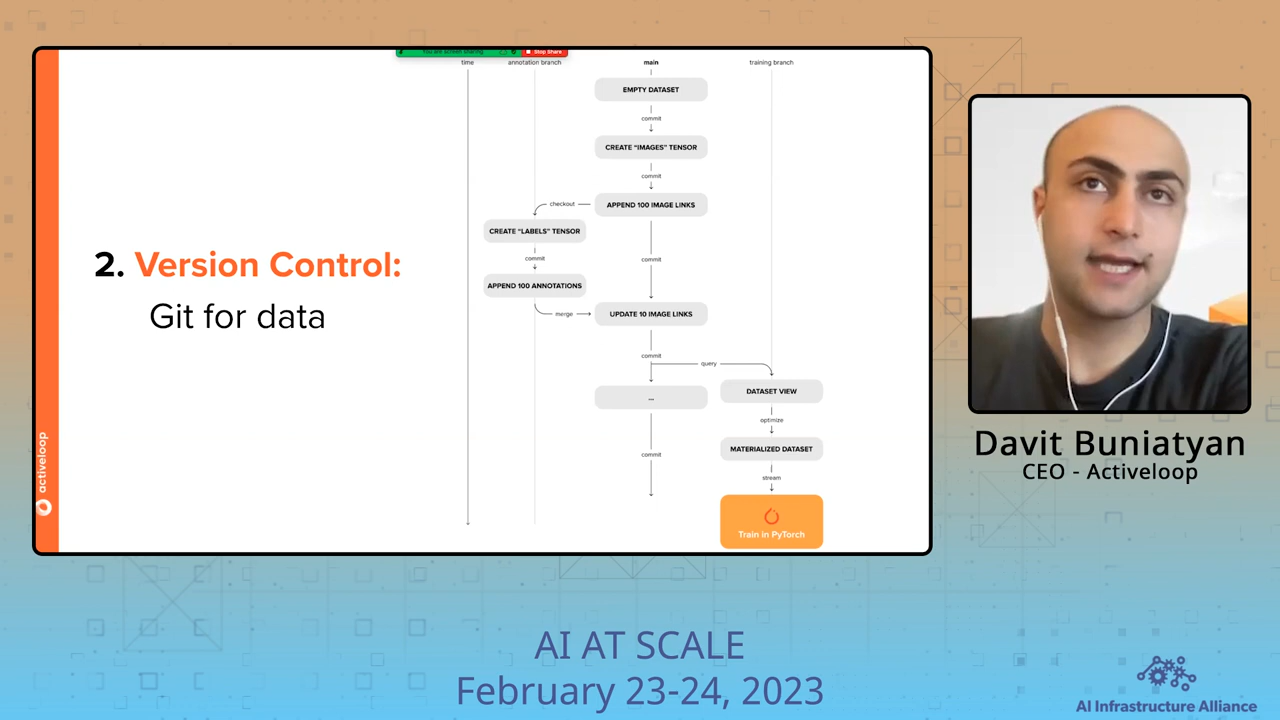 You are screen sharing
Stop Share
time
annotation branch
main
training branch
EMPTY DATASET
commit
CREATE “IMAGES” TENSOR
commit
checkout
APPEND 100 IMAGE LINKS
CREATE “LABELS” TENSOR
commit
commit
APPEND 100 ANNOTATIONS
merge
UPDATE 10 IMAGE LINKS
commit
query
...
DATASET VIEW
optimize
MATERIALIZED DATASET
commit
stream
Train in PyTorch
2. Version Control:
Git for data
activeloop
Davit Buniatyan
CEO - Activeloop
AI AT SCALE
February 23-24, 2023
AI Infrastructure Alliance